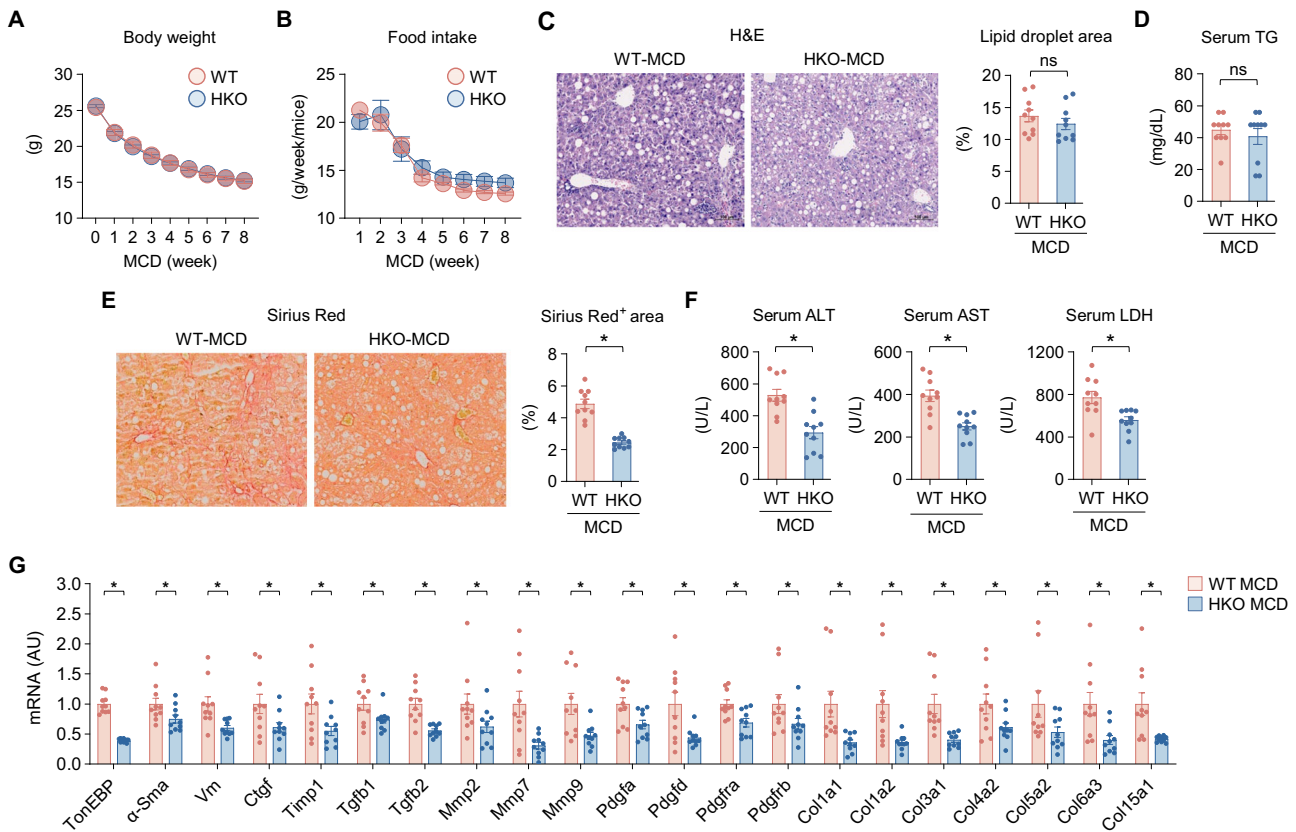 A
Body weight
(g)
30
25
20
15
10
WT
HKO
0 1 2 3 4 5 6 7 8
MCD (week)
B
Food intake
(g/week/mice)
25
20
15
10
WT
HKO
1 2 3 4 5 6 7 8
MCD (week)
C
H&E
WT-MCD
HKO-MCD
Lipid droplet area
(%)
20
15
10
5
0
ns
WT HKO
MCD
D
Serum TG
(mg/dL)
80
60
40
20
0
ns
WT HKO
MCD
E
Sirius Red
WT-MCD
HKO-MCD
Sirius Red+ area
(%)
8
6
4
2
0
*
WT HKO
MCD
F
Serum ALT
(U/L)
800
600
400
200
0
*
WT HKO
MCD
Serum AST
(U/L)
600
400
200
0
*
WT HKO
MCD
Serum LDH
(U/L)
1200
800
400
0
*
WT HKO
MCD
G
mRNA (AU)
3.0
2.5
2.0
1.5
1.0
0.5
0.0
* * * * * * * * * * * * * * * * * * * * *
WT MCD
HKO MCD
TonEBP
α-Sma
Vm
Ctgf
Timp1
Tgfb1
Tgfb2
Mmp2
Mmp7
Mmp9
Pdgfa
Pdgfd
Pdgfra
Pdgfrb
Col1a1
Col1a2
Col3a1
Col4a2
Col5a2
Col6a3
Col15a1